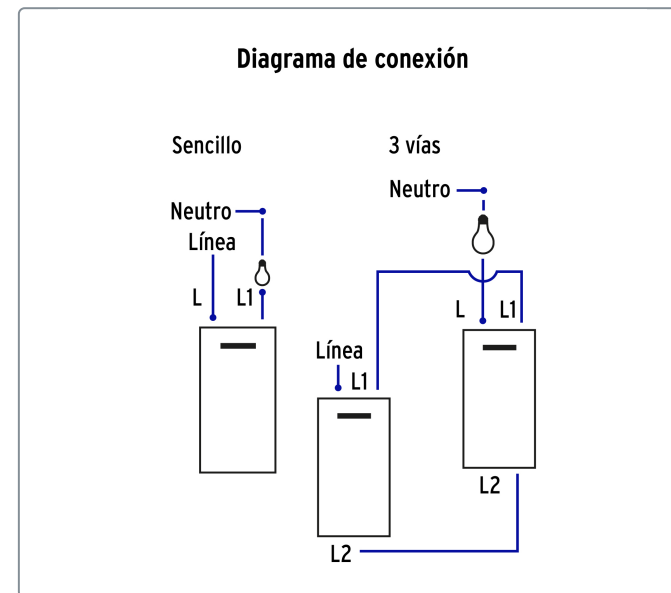 Diagrama de conexión
Sencillo
Neutro
Línea
L L1
3 vías
Neutro
L L1
Línea
L1
L2
L2